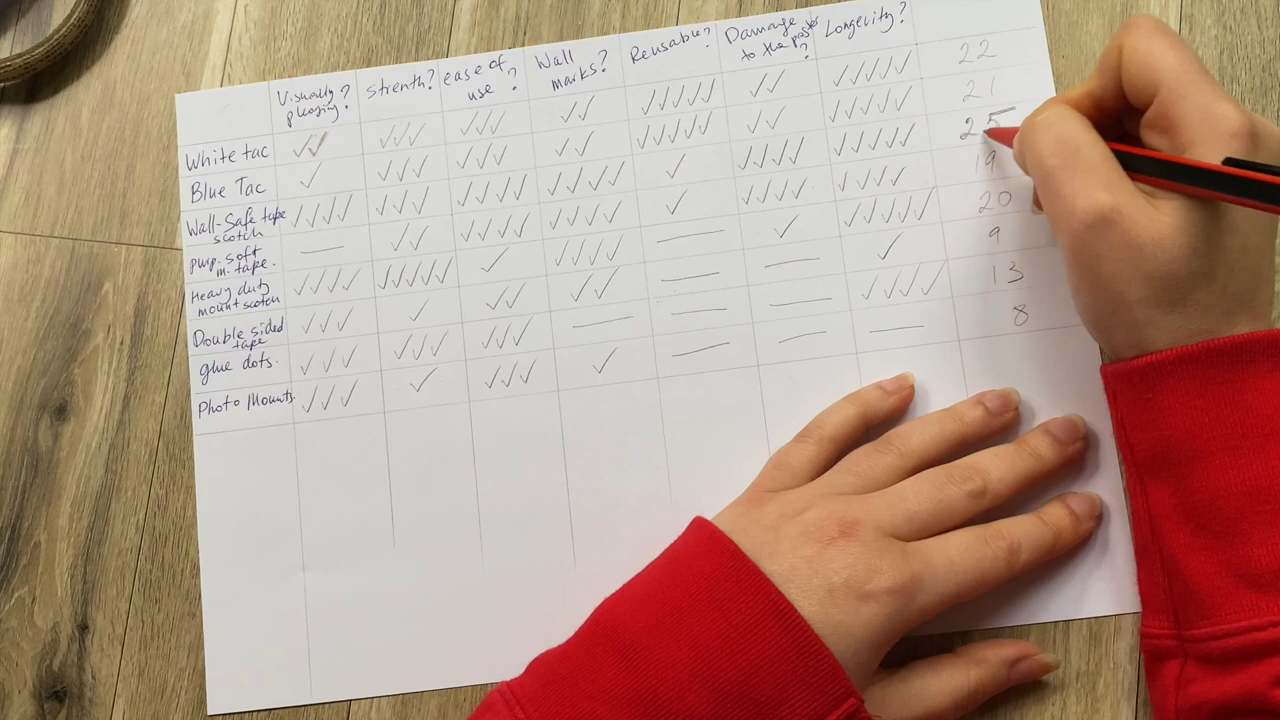 Visually pleasing? Strenth? ease of use? Wall marks? Reusable? Damage to the poster? Longevity?
White tac ✓✓ ✓✓✓ ✓✓✓ ✓✓ ✓✓✓✓✓ ✓✓ ✓✓✓✓✓ 22
Blue Tac ✓ ✓✓✓ ✓✓✓ ✓✓ ✓✓✓✓✓ ✓✓ ✓✓✓✓✓ 21
Wall-Safe tape scotch ✓✓✓✓ ✓✓✓ ✓✓✓✓ ✓✓✓✓ ✓ ✓✓✓✓ ✓✓✓✓✓ 25
purp. soft m. tape. — ✓✓ ✓✓✓✓ ✓✓✓✓ ✓ ✓✓✓✓ ✓✓✓✓ 19
Heavy duty mount scotch ✓✓✓✓ ✓✓✓✓✓ ✓ ✓✓✓✓ — ✓ ✓✓✓✓✓ 20
Double sided tape ✓✓✓ ✓ ✓✓ ✓✓ — — ✓ 9
glue dots. ✓✓✓ ✓✓✓ ✓✓✓ — — — ✓✓✓✓ 13
Photo Mounts. ✓✓✓ ✓ ✓✓✓ ✓ — — — 8